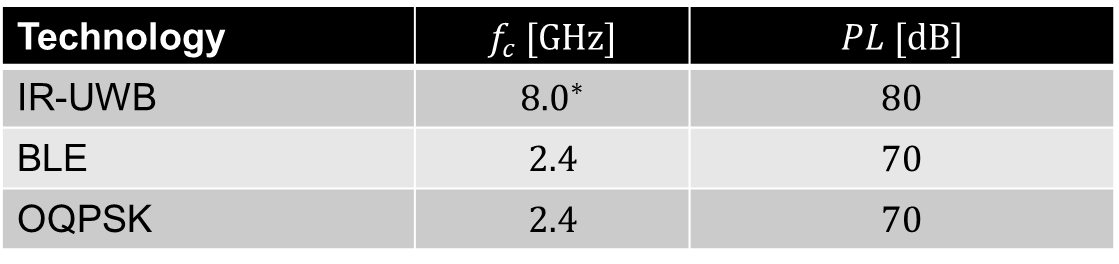 Technology f_c [GHz] PL [dB]
IR-UWB 8.0* 80
BLE 2.4 70
OQPSK 2.4 70